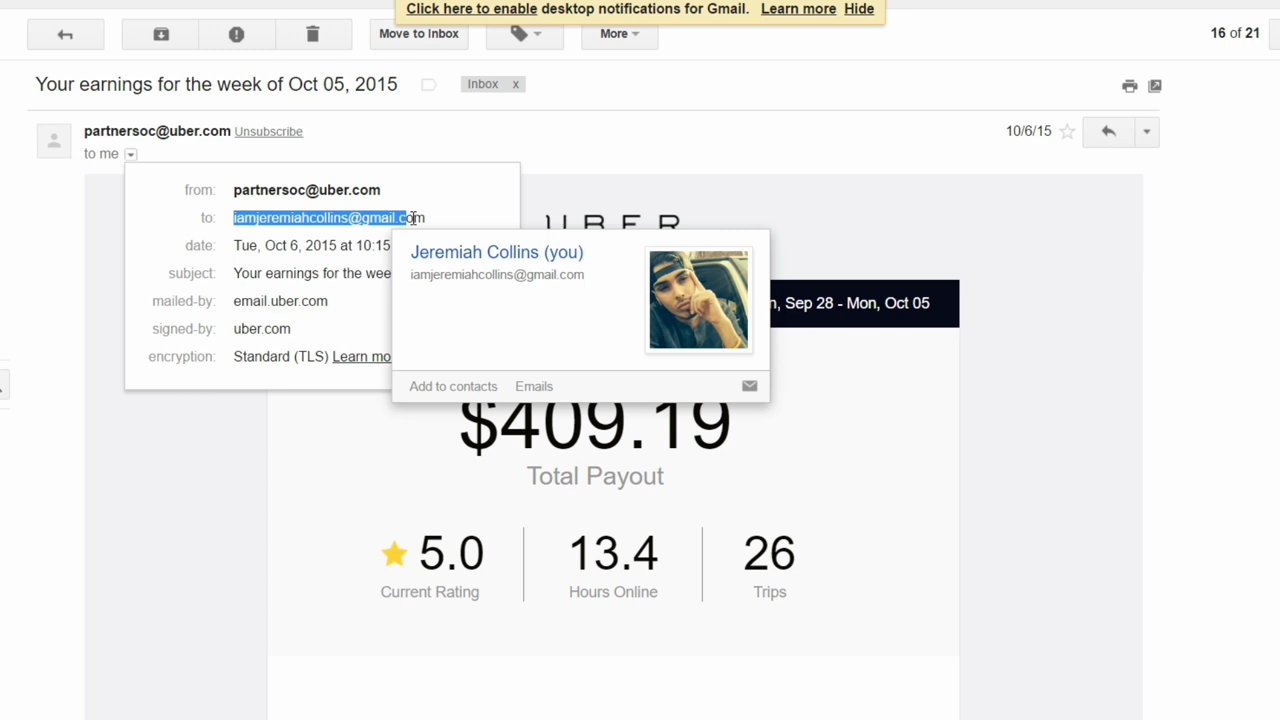 Click here to enable desktop notifications for Gmail. Learn more Hide
Move to Inbox
More
16 of 21
Your earnings for the week of Oct 05, 2015
Inbox x
partnersoc@uber.com Unsubscribe
10/6/15
to me
from: partnersoc@uber.com
to: iamjeremiahcollins@gmail.com
UBER
date: Tue, Oct 6, 2015 at 10:15
Jeremiah Collins (you)
iamjeremiahcollins@gmail.com
subject: Your earnings for the wee
mailed-by: email.uber.com
, Sep 28 - Mon, Oct 05
signed-by: uber.com
encryption: Standard (TLS) Learn mo
Add to contacts Emails
$409.19
Total Payout
5.0 13.4 26
Current Rating Hours Online Trips